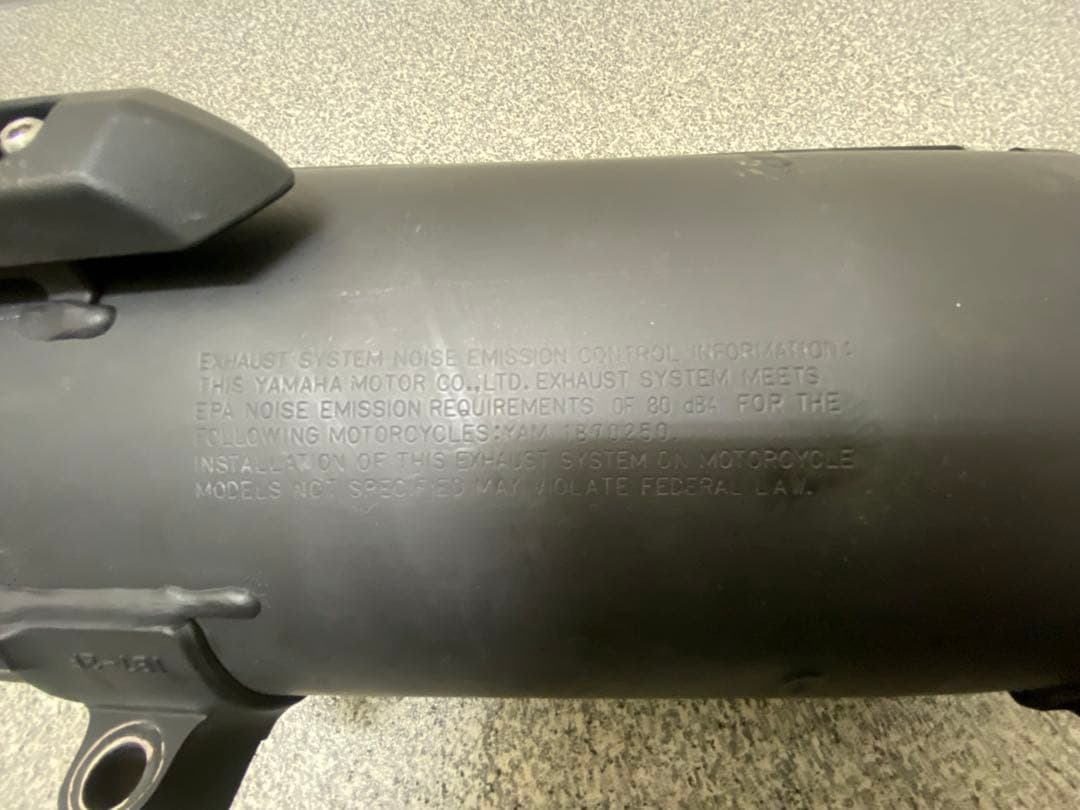 EXHAUST SYSTEM NOISE EMISSION CONTROL INFORMATION:
THIS YAMAHA MOTOR CO.,LTD. EXHAUST SYSTEM MEETS
EPA NOISE EMISSION REQUIREMENTS OF 80 dBA FOR THE
FOLLOWING MOTORCYCLES:YAM 1B70250.
INSTALLATION OF THIS EXHAUST SYSTEM ON MOTORCYCLE
MODELS NOT SPECIFIED MAY VIOLATE FEDERAL LAW.